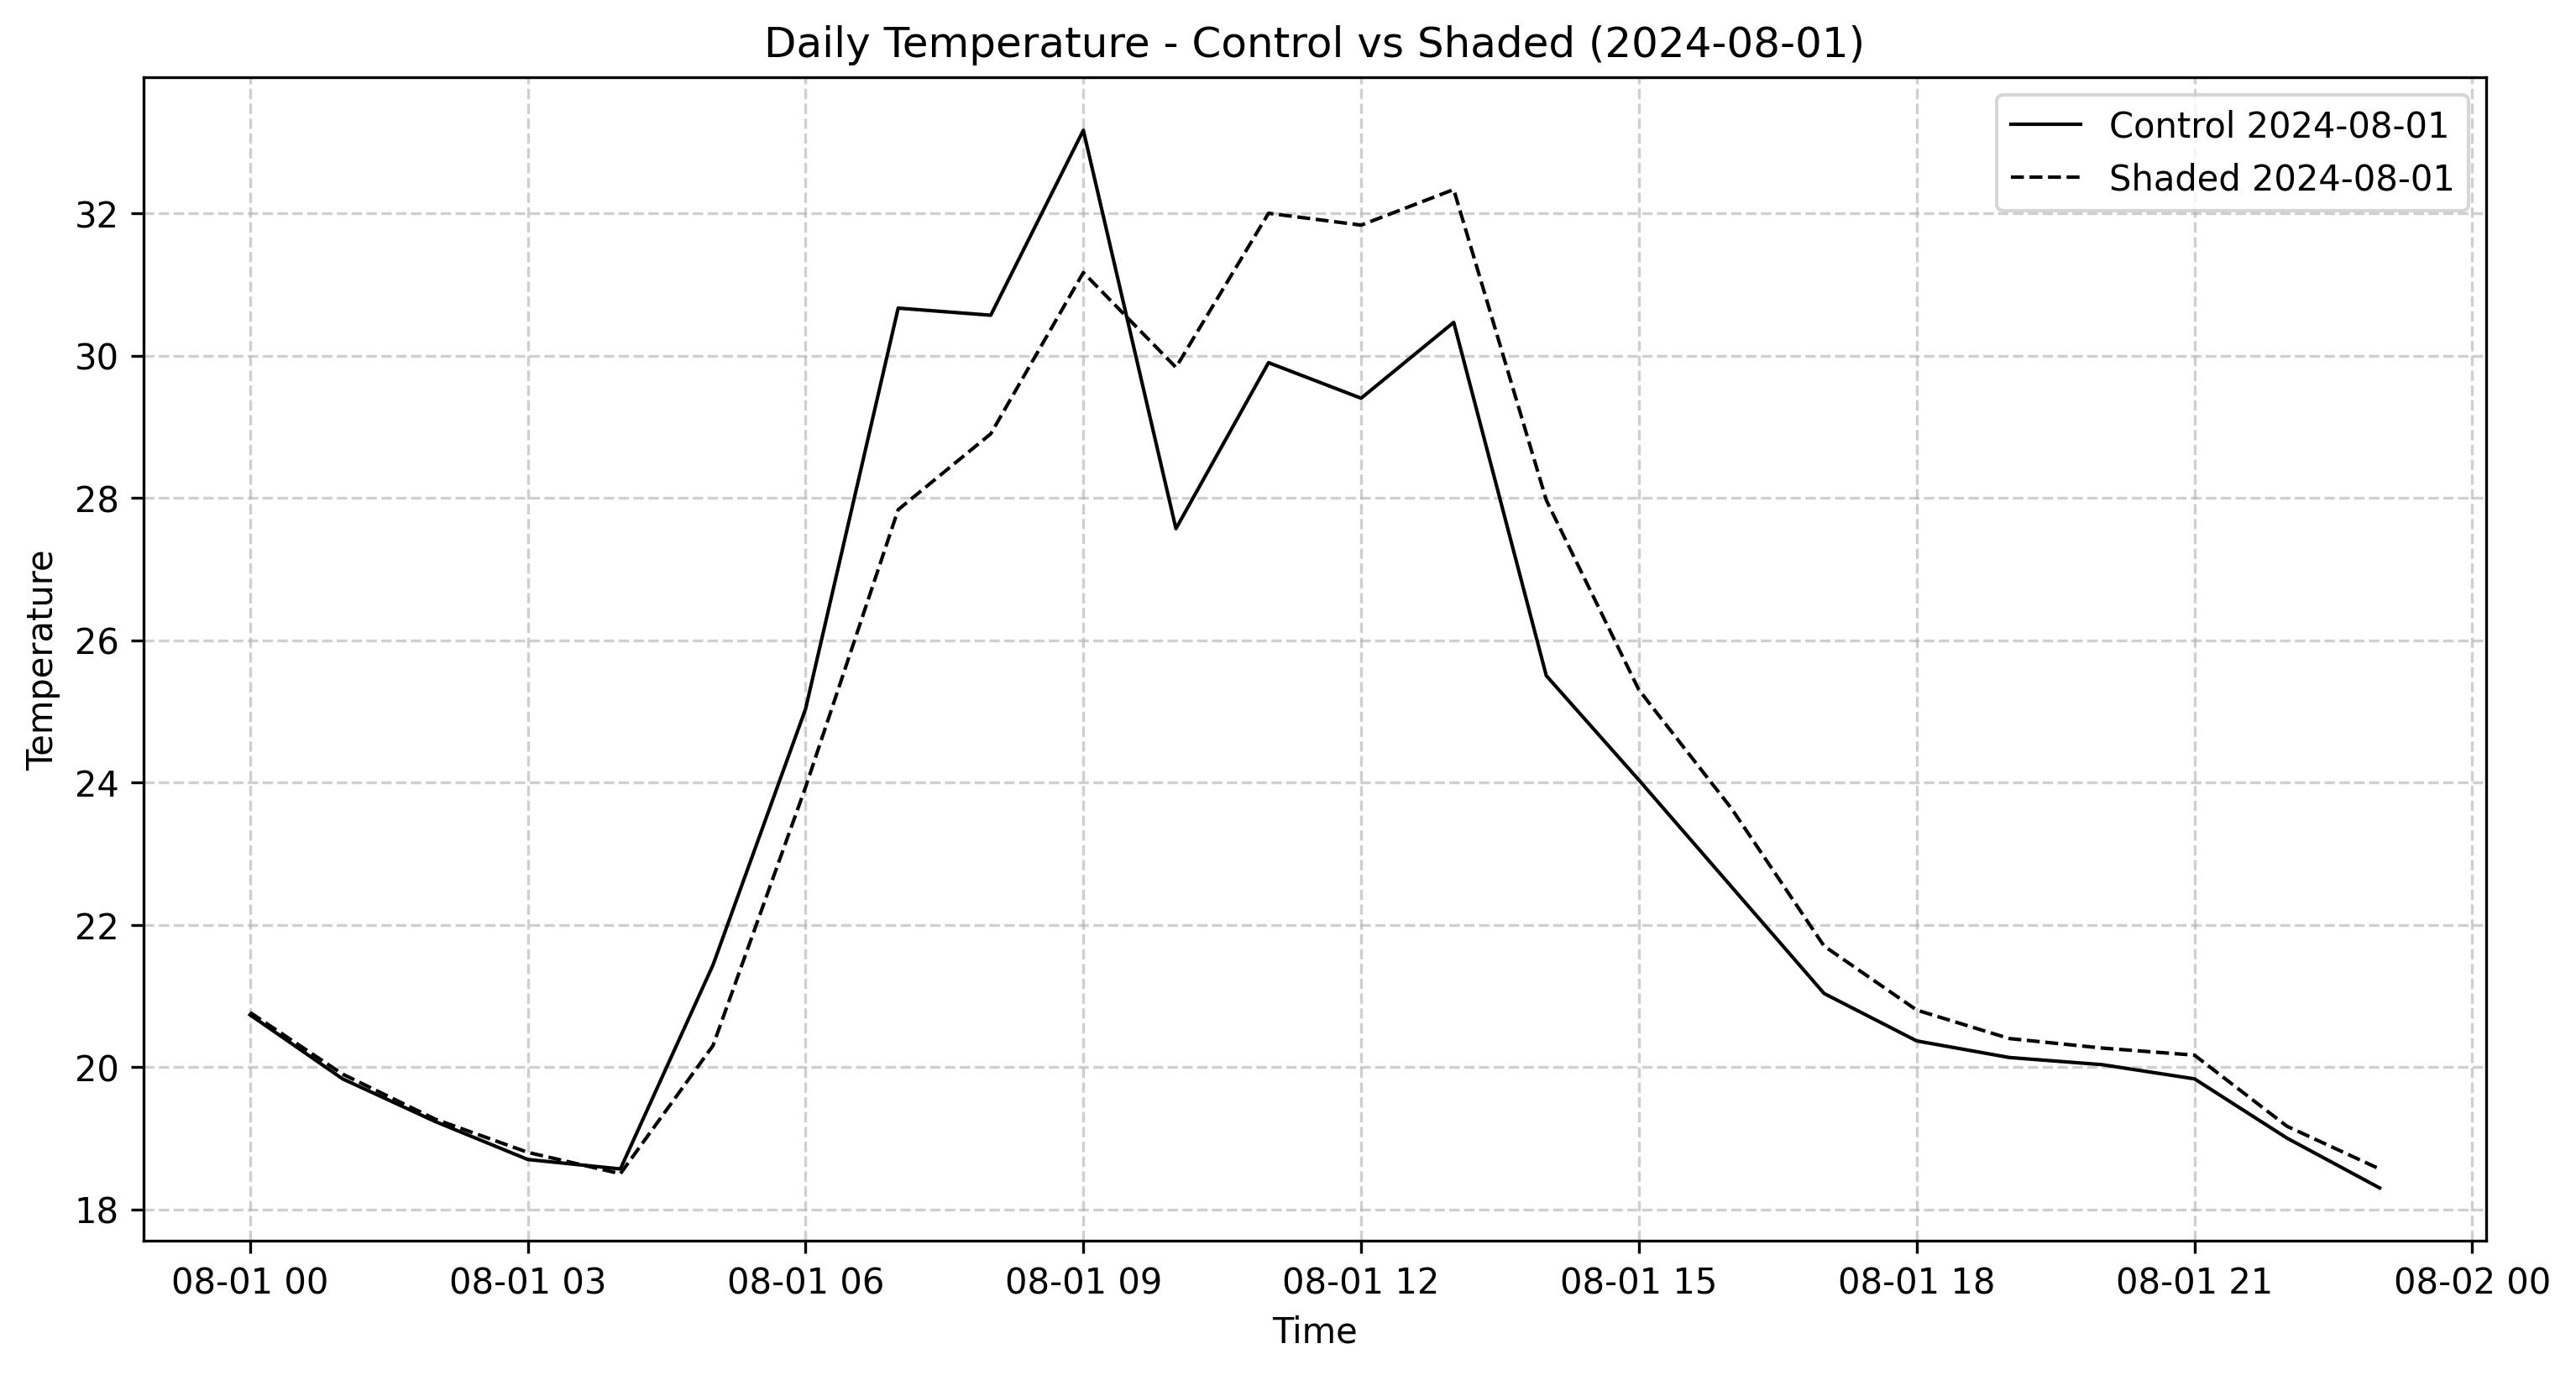 Daily Temperature - Control vs Shaded (2024-08-01)
Control 2024-08-01
Shaded 2024-08-01
Temperature
32
30
28
26
24
22
20
18
08-01 00 08-01 03 08-01 06 08-01 09 08-01 12 08-01 15 08-01 18 08-01 21 08-02 00
Time